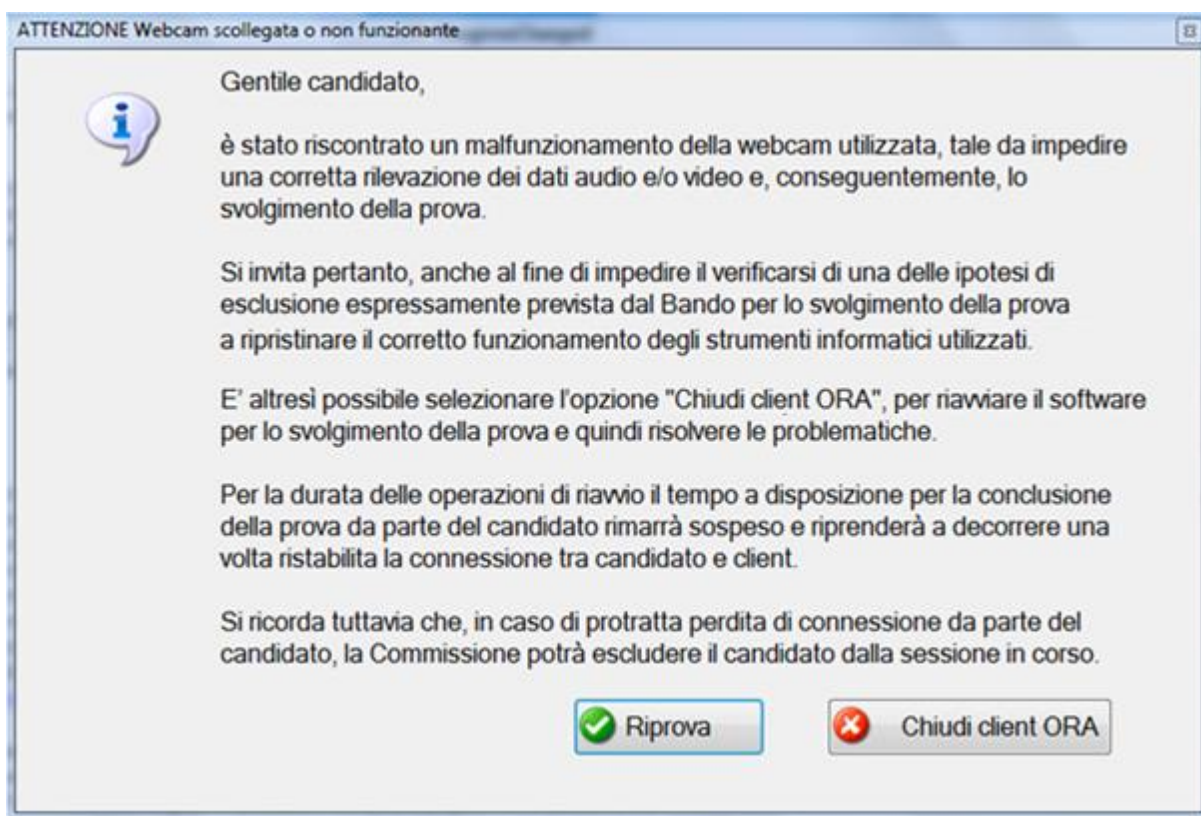 ATTENZIONE Webcam scollegata o non funzionante
Gentile candidato,
è stato riscontrato un malfunzionamento della webcam utilizzata, tale da impedire
una corretta rilevazione dei dati audio e/o video e, conseguentemente, lo
svolgimento della prova.
Si invita pertanto, anche al fine di impedire il verificarsi di una delle ipotesi di
esclusione espressamente prevista dal Bando per lo svolgimento della prova
a ripristinare il corretto funzionamento degli strumenti informatici utilizzati.
E' altresì possibile selezionare l'opzione "Chiudi client ORA", per riavviare il software
per lo svolgimento della prova e quindi risolvere le problematiche.
Per la durata delle operazioni di riavvio il tempo a disposizione per la conclusione
della prova da parte del candidato rimarrà sospeso e riprenderà a decorrere una
volta ristabilita la connessione tra candidato e client.
Si ricorda tuttavia che, in caso di protratta perdita di connessione da parte del
candidato, la Commissione potrà escludere il candidato dalla sessione in corso.
Riprova
Chiudi client ORA